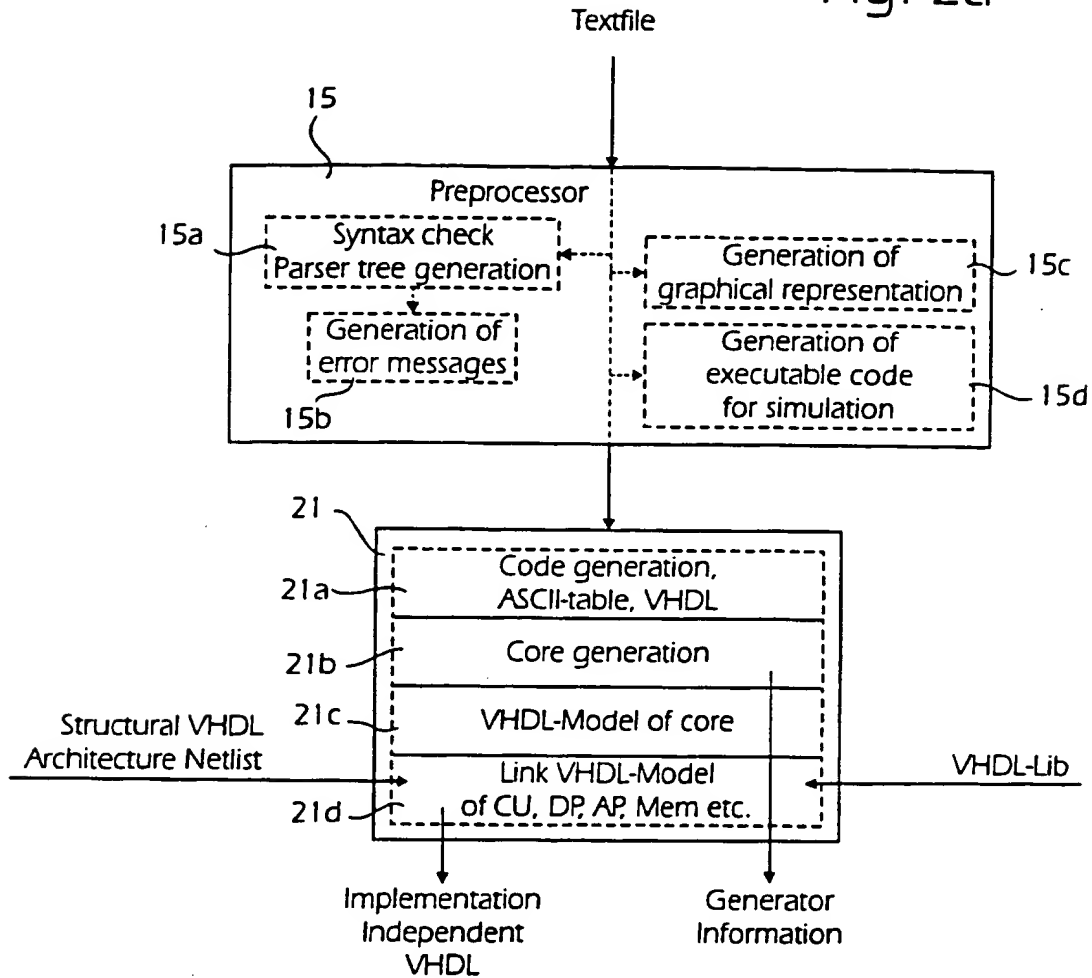 Textfile
15
Preprocessor
15a
Syntax check
Parser tree generation
Generation of
graphical representation
15c
Generation of
error messages
15b
Generation of
executable code
for simulation
15d
21
21a
Code generation,
ASCII-table, VHDL
21b
Core generation
21c
VHDL-Model of core
Structural VHDL
Architecture Netlist
VHDL-Lib
21d
Link VHDL-Model
of CU, DP, AP, Mem etc.
Implementation
Independent
VHDL
Generator
Information